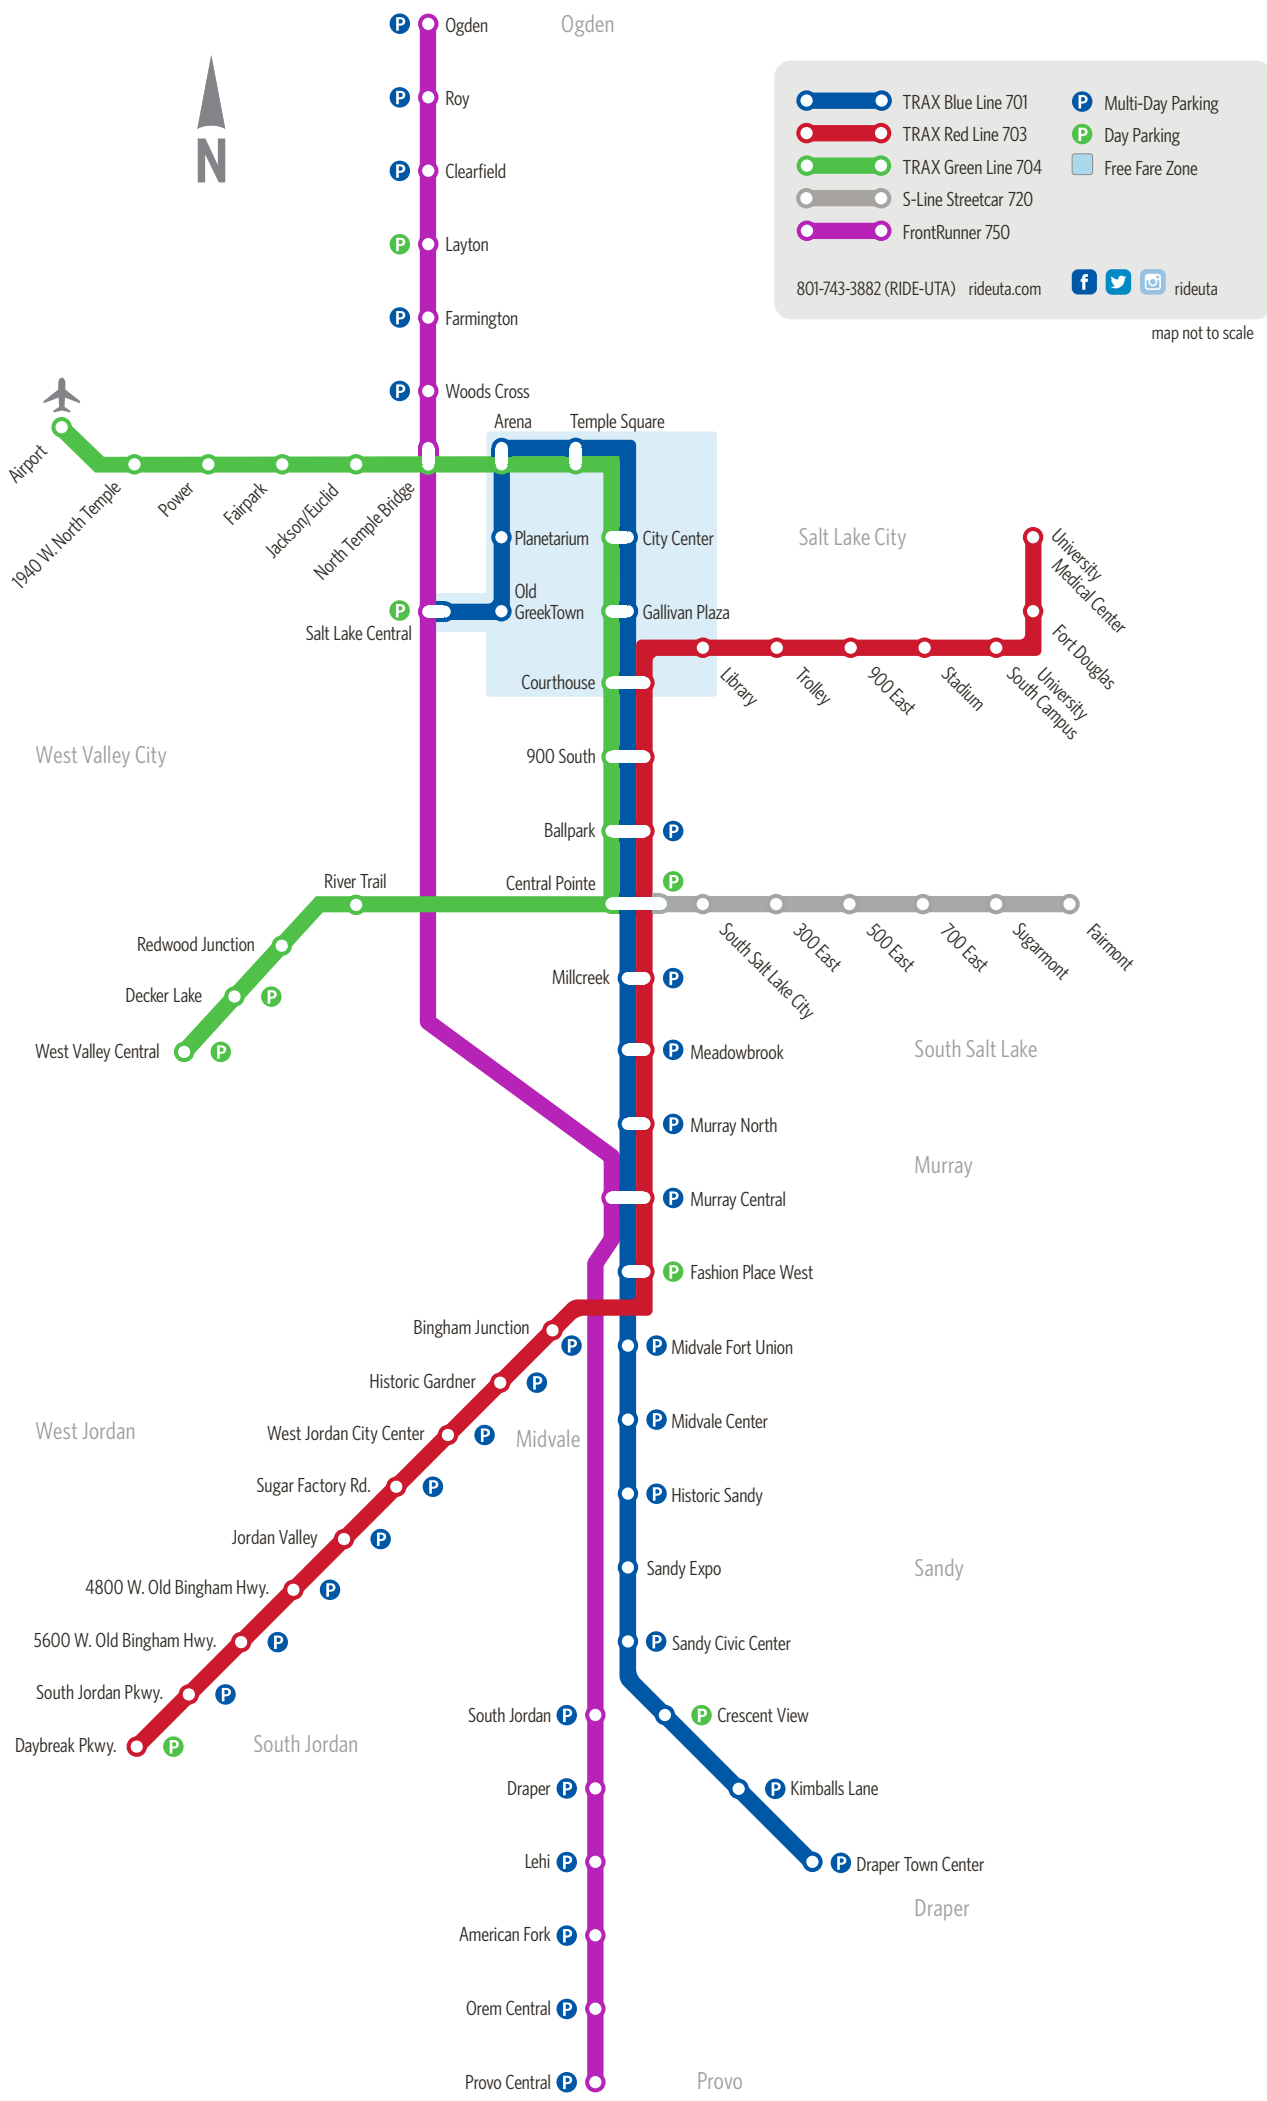 P Ogden
Ogden
P Roy
P Clearfield
P Layton
P Farmington
P Woods Cross
N
TRAX Blue Line 701
TRAX Red Line 703
TRAX Green Line 704
S-Line Streetcar 720
FrontRunner 750
P Multi-Day Parking
P Day Parking
Free Fare Zone
801-743-3882 (RIDE-UTA) rideuta.com
f rideuta
map not to scale
Arena
Temple Square
Airport
1940 W. North Temple
Power
Fairpark
Jackson/Euclid
North Temple Bridge
Planetarium
City Center
Salt Lake City
Old
GreekTown
Gallivan Plaza
P
Salt Lake Central
Courthouse
University
Medical Center
Fort Douglas
University
South Campus
Stadium
900 East
Trolley
Library
West Valley City
900 South
Ballpark P
Central Pointe P
River Trail
Redwood Junction
Decker Lake P
West Valley Central P
South Salt Lake City
300 East
500 East
700 East
Sugarmont
Fairmont
Millcreek P
P Meadowbrook
South Salt Lake
P Murray North
Murray
P Murray Central
P Fashion Place West
Bingham Junction P
P Midvale Fort Union
Historic Gardner P
P Midvale Center
West Jordan
West Jordan City Center P
Midvale
Sugar Factory Rd. P
P Historic Sandy
Jordan Valley P
Sandy Expo
Sandy
4800 W. Old Bingham Hwy. P
5600 W. Old Bingham Hwy. P
P Sandy Civic Center
South Jordan Pkwy. P
South Jordan P
P Crescent View
Daybreak Pkwy. P
South Jordan
Draper P
P Kimballs Lane
Lehi P
P Draper Town Center
Draper
American Fork P
Orem Central P
Provo Central P
Provo